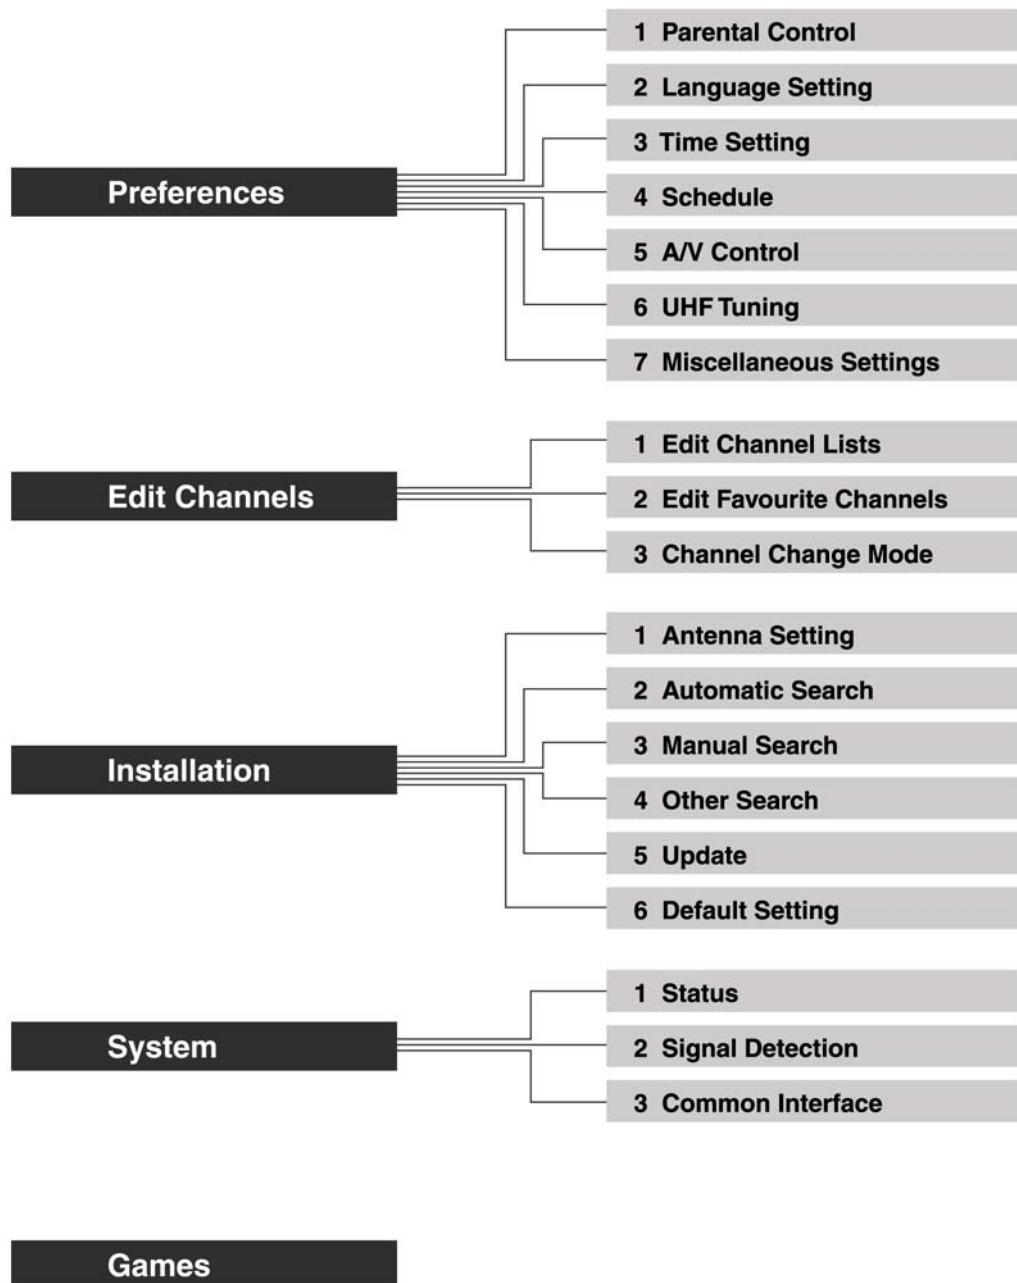 Preferences
1 Parental Control
2 Language Setting
3 Time Setting
4 Schedule
5 A/V Control
6 UHF Tuning
7 Miscellaneous Settings
Edit Channels
1 Edit Channel Lists
2 Edit Favourite Channels
3 Channel Change Mode
Installation
1 Antenna Setting
2 Automatic Search
3 Manual Search
4 Other Search
5 Update
6 Default Setting
System
1 Status
2 Signal Detection
3 Common Interface
Games